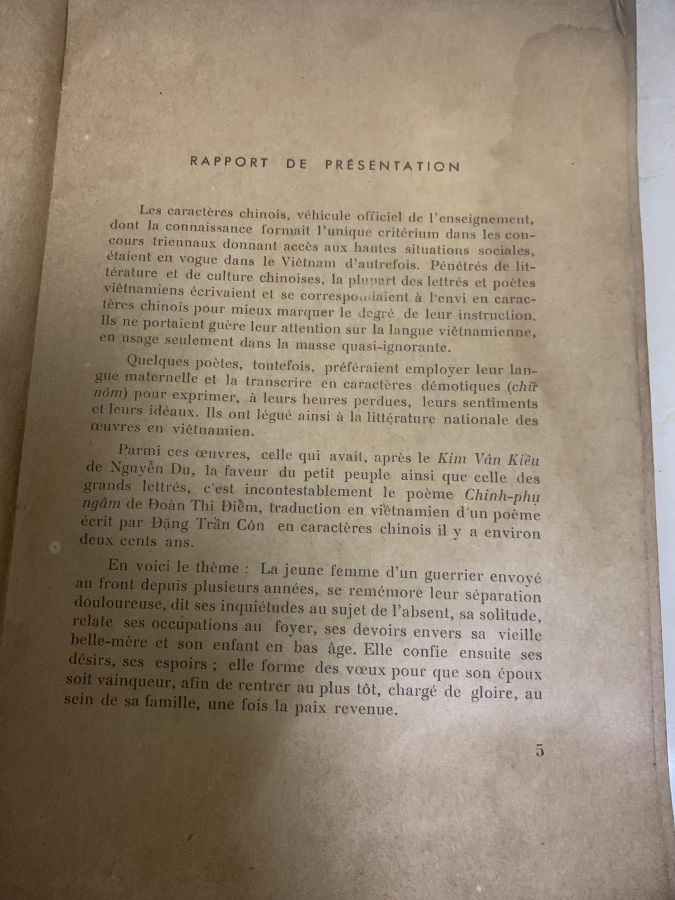 RAPPORT DE PRÉSENTATION
Les caractères chinois, véhicule officiel de l'enseignement,
dont la connaissance formait l'unique critérium dans les con-
cours triennaux donnant accès aux hautes situations sociales,
étaient en vogue dans le Viêtnam d'autrefois. Pénétrés de lit-
térature et de culture chinoises, la plupart des lettrés et poètes
viêtnamiens écrivaient et se correspondaient à l'envi en carac-
tères chinois pour mieux marquer le degré de leur instruction.
Ils ne portaient guère leur attention sur la langue viêtnamienne,
en usage seulement dans la masse quasi-ignorante.
Quelques poètes, toutefois, préféraient employer leur lan-
gue maternelle et la transcrire en caractères démotiques (chữ
nôm) pour exprimer, à leurs heures perdues, leurs sentiments
et leurs idéaux. Ils ont légué ainsi à la littérature nationale des
œuvres en viêtnamien.
Parmi ces œuvres, celle qui avait, après le Kim Vân Kiều
de Nguyễn Du, la faveur du petit peuple ainsi que celle des
grands lettrés, c'est incontestablement le poème Chinh-phụ
ngâm de Đoàn Thị Điểm, traduction en viêtnamien d'un poème
écrit par Đặng Trần Côn en caractères chinois il y a environ
deux cents ans.
En voici le thème : La jeune femme d'un guerrier envoyé
au front depuis plusieurs années, se remémore leur séparation
douloureuse, dit ses inquiétudes au sujet de l'absent, sa solitude,
relate ses occupations au foyer, ses devoirs envers sa vieille
belle-mère et son enfant en bas âge. Elle confie ensuite ses
désirs, ses espoirs ; elle forme des vœux pour que son époux
soit vainqueur, afin de rentrer au plus tôt, chargé de gloire, au
sein de sa famille, une fois la paix revenue.
5